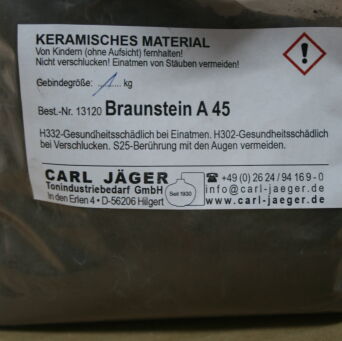 KERAMISCHES MATERIAL
Von Kindern (ohne Aufsicht) fernhalten!
Nicht verschlucken! Einatmen von Stäuben vermeiden!
Gebindegröße: ...1.... kg
Best.-Nr. 13120 Braunstein A 45
H332-Gesundheitsschädlich bei Einatmen. H302-Gesundheitsschädlich
bei Verschlucken. S25-Berührung mit den Augen vermeiden.
CARL JÄGER
Tonindustriebedarf GmbH
In den Erlen 4 • D-56206 Hilgert
Seit 1930
☎ +49 (0) 26 24 / 94 16 9-0
info@carl-jaeger.de
www.carl-jaeger.de